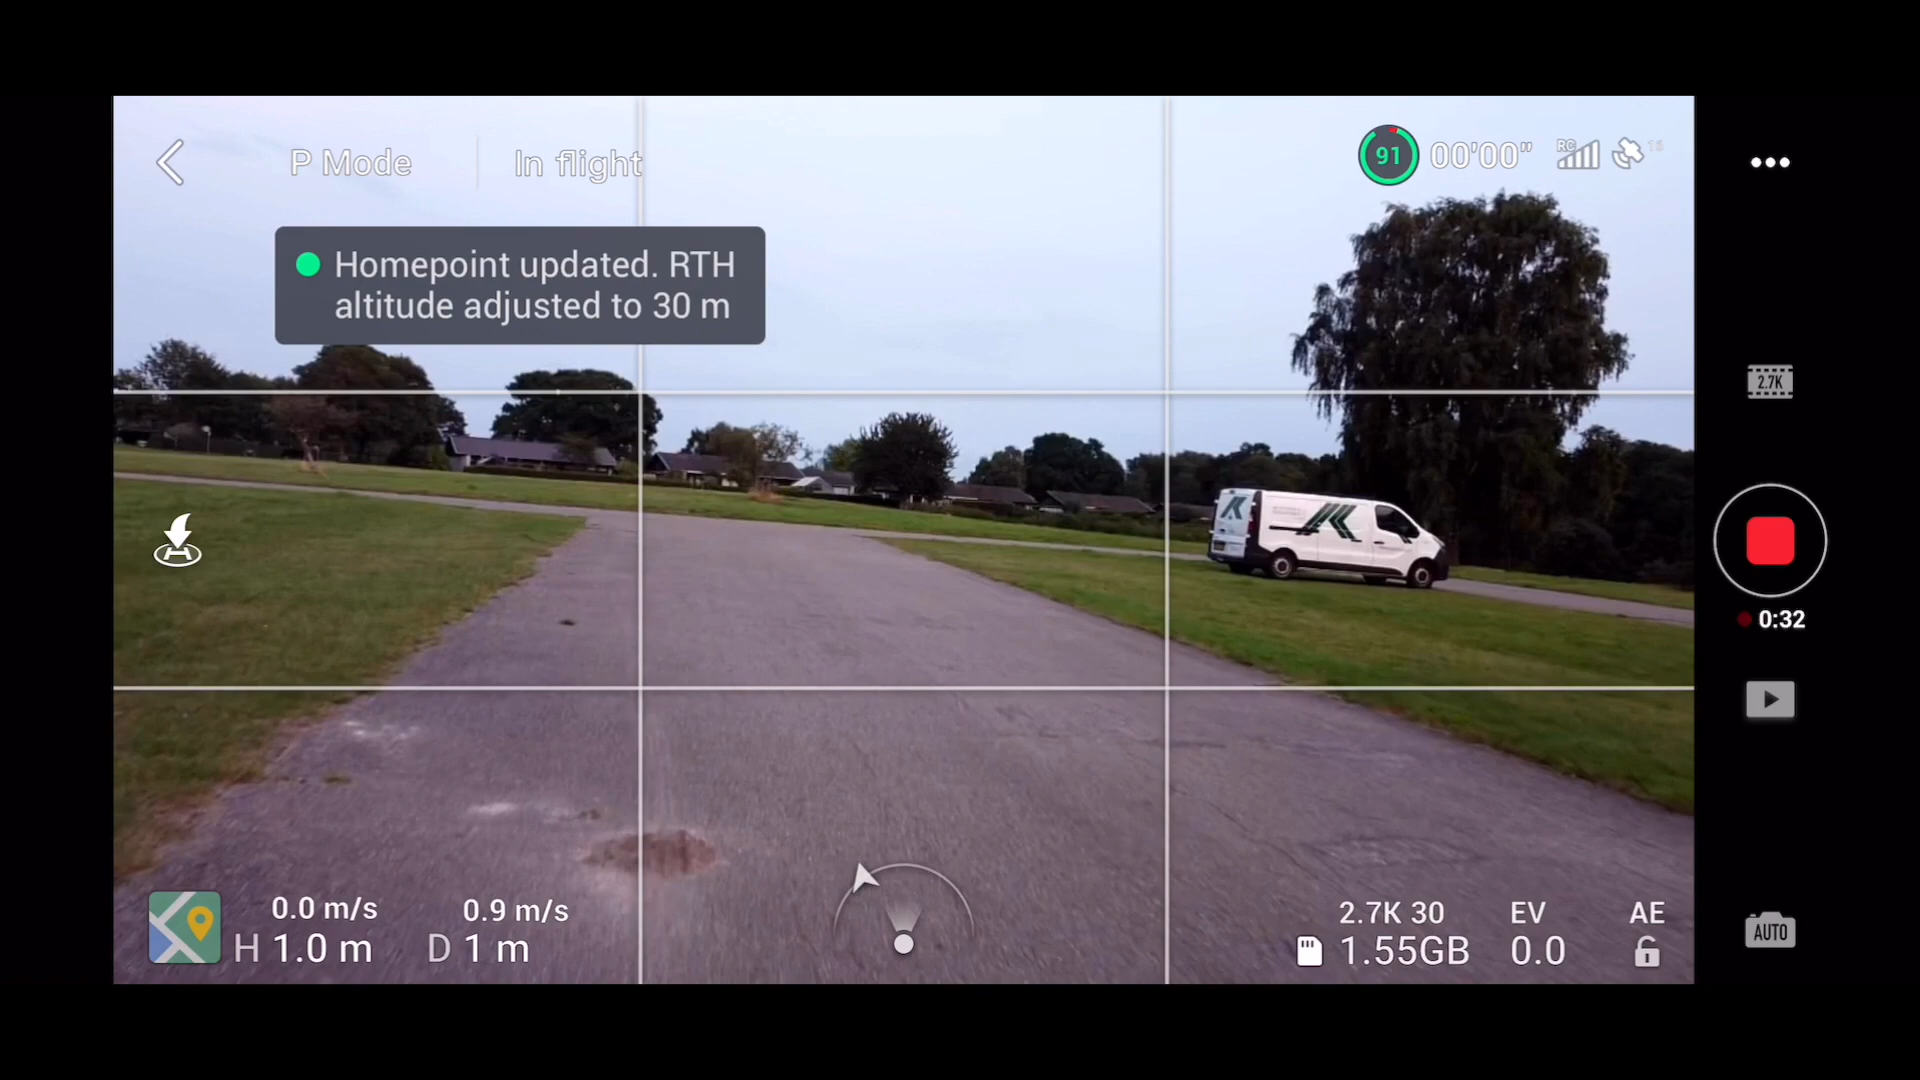 P Mode
In flight
91
00'00"
RC
16
Homepoint updated. RTH
altitude adjusted to 30 m
2.7K
0:32
0.0 m/s
0.9 m/s
H 1.0 m
D 1 m
2.7K 30
1.55GB
EV
0.0
AE
AUTO